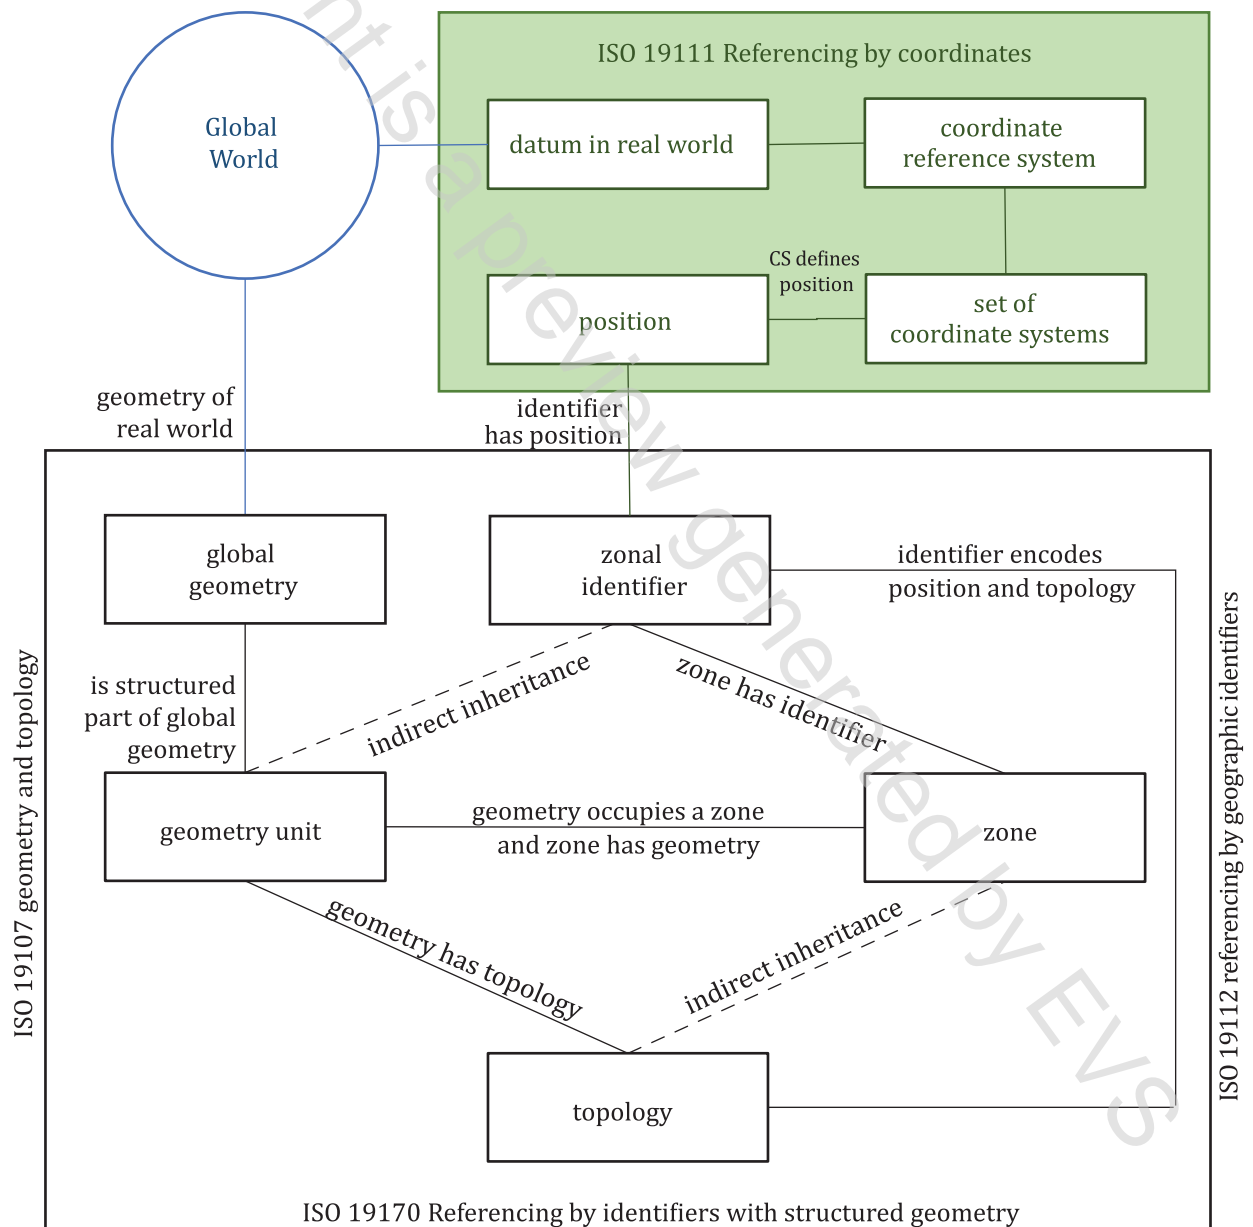 ISO 19111 Referencing by coordinates
Global
World
datum in real world
coordinate
reference system
CS defines
position
position
set of
coordinate systems
geometry of
real world
identifier
has position
global
geometry
zonal
identifier
identifier encodes
position and topology
is structured
part of global
geometry
indirect inheritance
zone has identifier
geometry unit
geometry occupies a zone
and zone has geometry
zone
geometry has topology
indirect inheritance
topology
ISO 19107 geometry and topology
ISO 19112 referencing by geographic identifiers
ISO 19170 Referencing by identifiers with structured geometry
is a preview generated by EVS